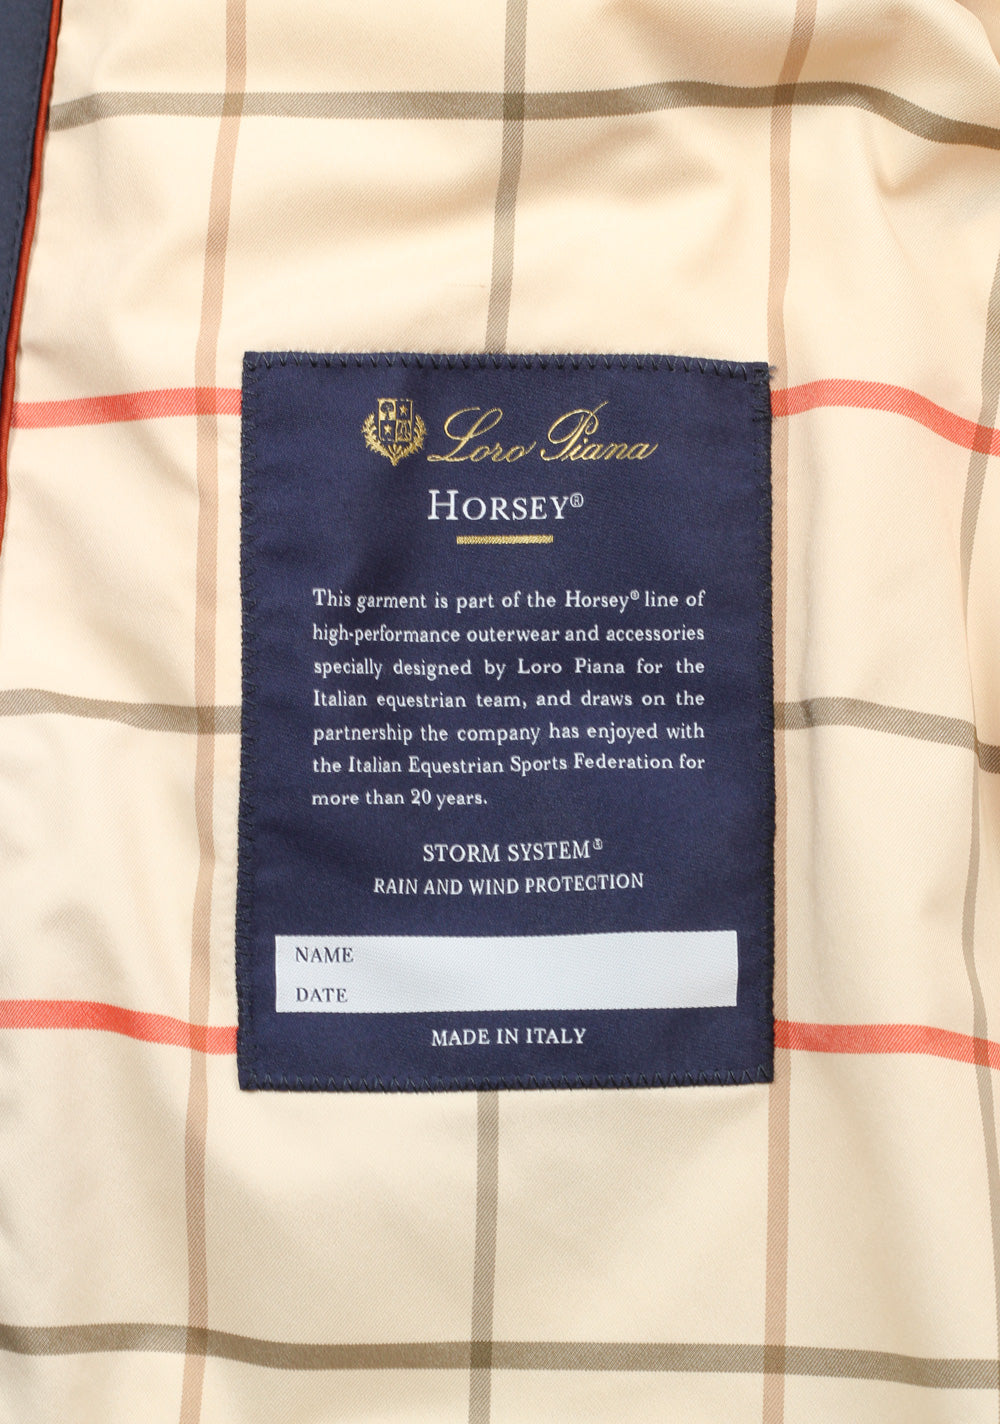 Loro Piana
HORSEY®
This garment is part of the Horsey® line of
high-performance outerwear and accessories
specially designed by Loro Piana for the
Italian equestrian team, and draws on the
partnership the company has enjoyed with
the Italian Equestrian Sports Federation for
more than 20 years.
STORM SYSTEM®
RAIN AND WIND PROTECTION
NAME
DATE
MADE IN ITALY